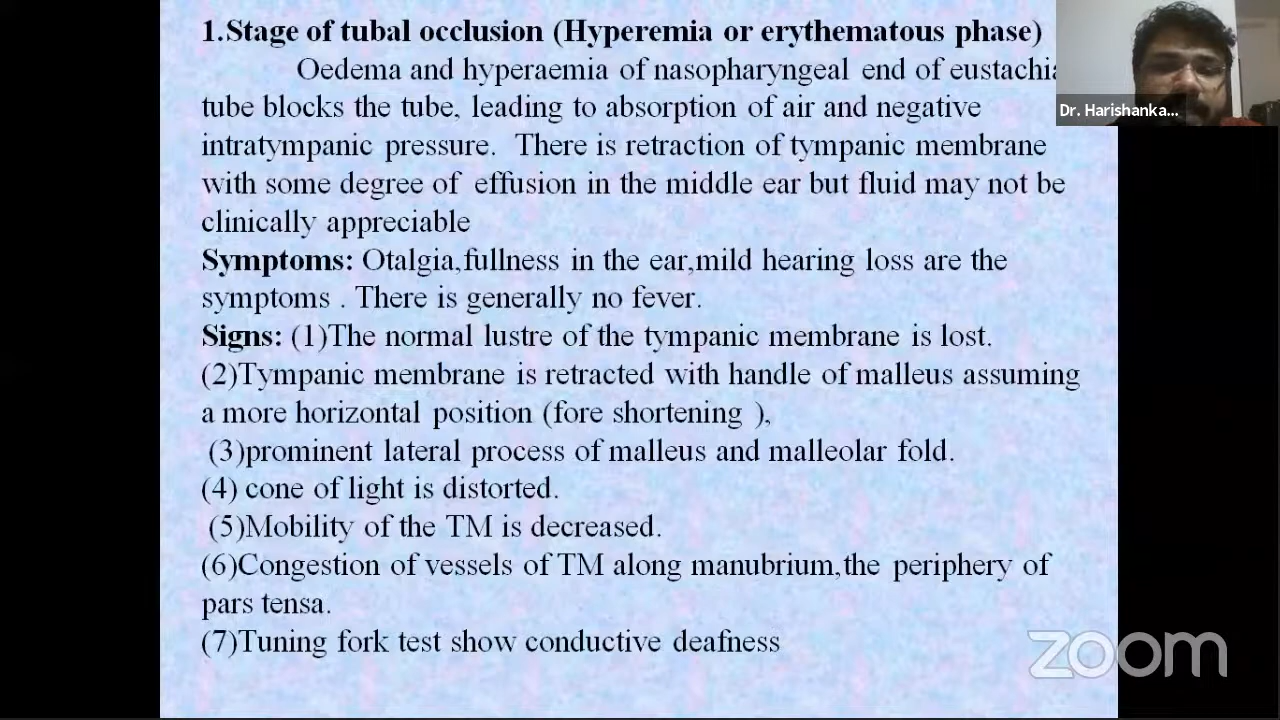 1.Stage of tubal occlusion (Hyperemia or erythematous phase)
Oedema and hyperaemia of nasopharyngeal end of eustachia
tube blocks the tube, leading to absorption of air and negative
intratympanic pressure. There is retraction of tympanic membrane
with some degree of effusion in the middle ear but fluid may not be
clinically appreciable
Symptoms: Otalgia,fullness in the ear,mild hearing loss are the
symptoms . There is generally no fever.
Signs: (1)The normal lustre of the tympanic membrane is lost.
(2)Tympanic membrane is retracted with handle of malleus assuming
a more horizontal position (fore shortening ),
(3)prominent lateral process of malleus and malleolar fold.
(4) cone of light is distorted.
(5)Mobility of the TM is decreased.
(6)Congestion of vessels of TM along manubrium,the periphery of
pars tensa.
(7)Tuning fork test show conductive deafness
Dr. Harishanka...
zoom